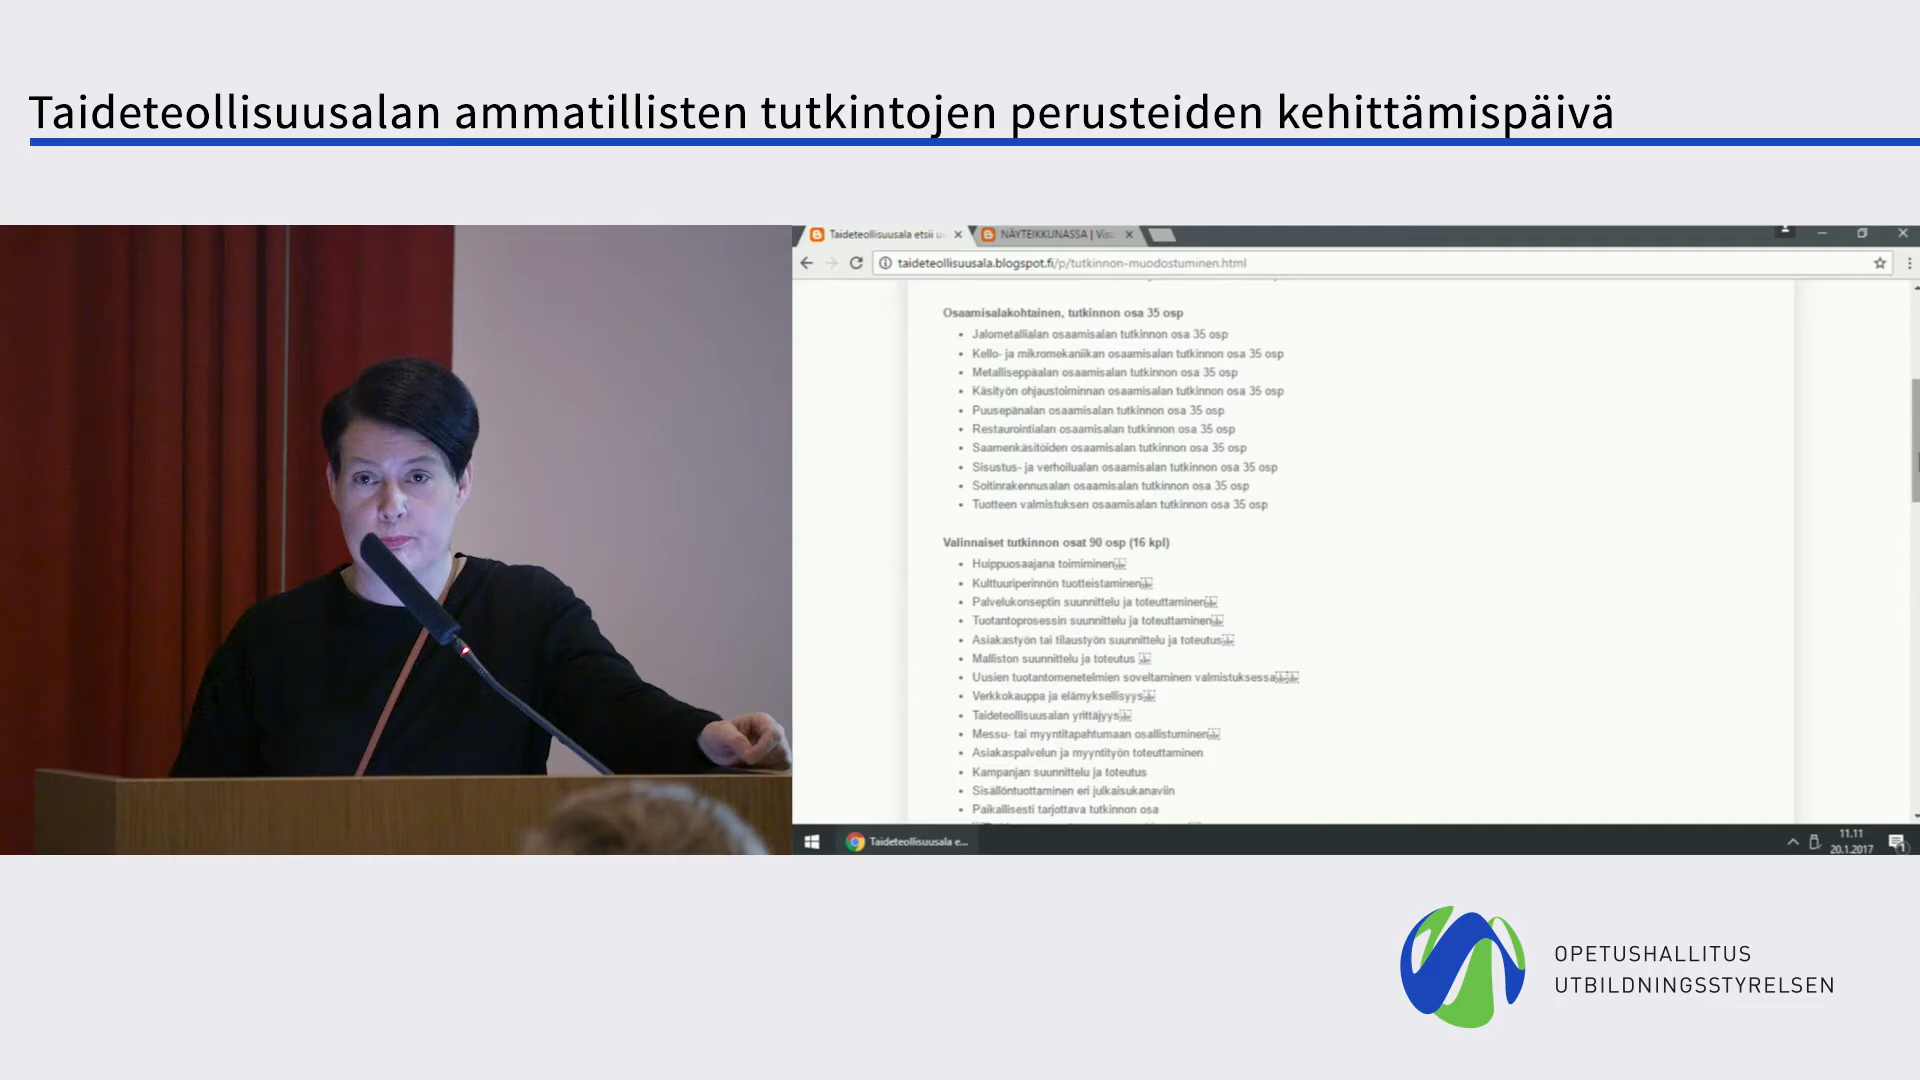 Taideteollisuusalan ammatillisten tutkintojen perusteiden kehittämispäivä
Taideteollisuusala etsii
NÄYTEIKKUNASSA | Vis
taideteollisuusala.blogspot.fi/p/tutkinnon-muodostuminen.html
Osaamisalakohtainen, tutkinnon osa 35 osp
• Jalometallialan osaamisalan tutkinnon osa 35 osp
• Kello- ja mikromekaniikan osaamisalan tutkinnon osa 35 osp
• Metalliseppäalan osaamisalan tutkinnon osa 35 osp
• Käsityön ohjaustoiminnan osaamisalan tutkinnon osa 35 osp
• Puusepänalan osaamisalan tutkinnon osa 35 osp
• Restaurointialan osaamisalan tutkinnon osa 35 osp
• Saamenkäsitöiden osaamisalan tutkinnon osa 35 osp
• Sisustus- ja verhoilualan osaamisalan tutkinnon osa 35 osp
• Soitinrakennusalan osaamisalan tutkinnon osa 35 osp
• Tuotteen valmistuksen osaamisalan tutkinnon osa 35 osp
Valinnaiset tutkinnon osat 90 osp (16 kpl)
• Huippuosaajana toimiminen
• Kulttuuriperinnön tuotteistaminen
• Palvelukonseptin suunnittelu ja toteuttaminen
• Tuotantoprosessin suunnittelu ja toteuttaminen
• Asiakastyön tai tilaustyön suunnittelu ja toteutus
• Malliston suunnittelu ja toteutus
• Uusien tuotantomenetelmien soveltaminen valmistuksessa
• Verkkokauppa ja elämyksellisyys
• Taideteollisuusalan yrittäjyys
• Messu- tai myyntitapahtumaan osallistuminen
• Asiakaspalvelun ja myyntityön toteuttaminen
• Kampanjan suunnittelu ja toteutus
• Sisällöntuottaminen eri julkaisukanaviin
• Paikallisesti tarjottava tutkinnon osa
Taideteollisuusala e...
11.11
20.1.2017
1
OPETUSHALLITUS
UTBILDNINGSSTYRELSEN